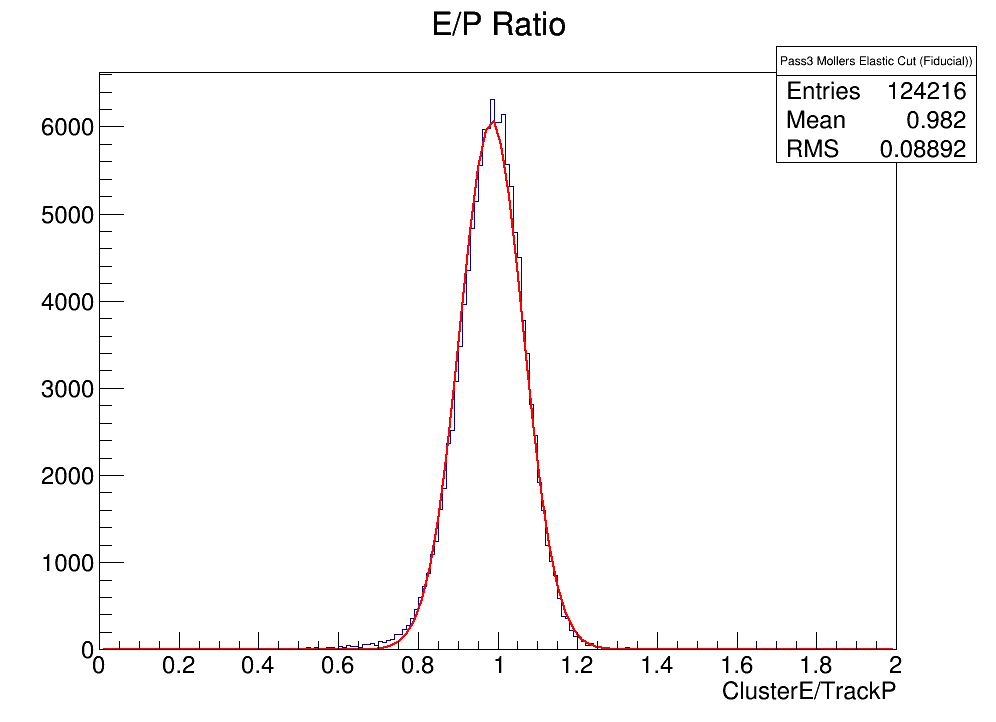 E/P Ratio
Pass3 Mollers Elastic Cut (Fiducial))
Entries 124216
Mean 0.982
RMS 0.08892
6000
5000
4000
3000
2000
1000
0
0 0.2 0.4 0.6 0.8 1 1.2 1.4 1.6 1.8 2
ClusterE/TrackP